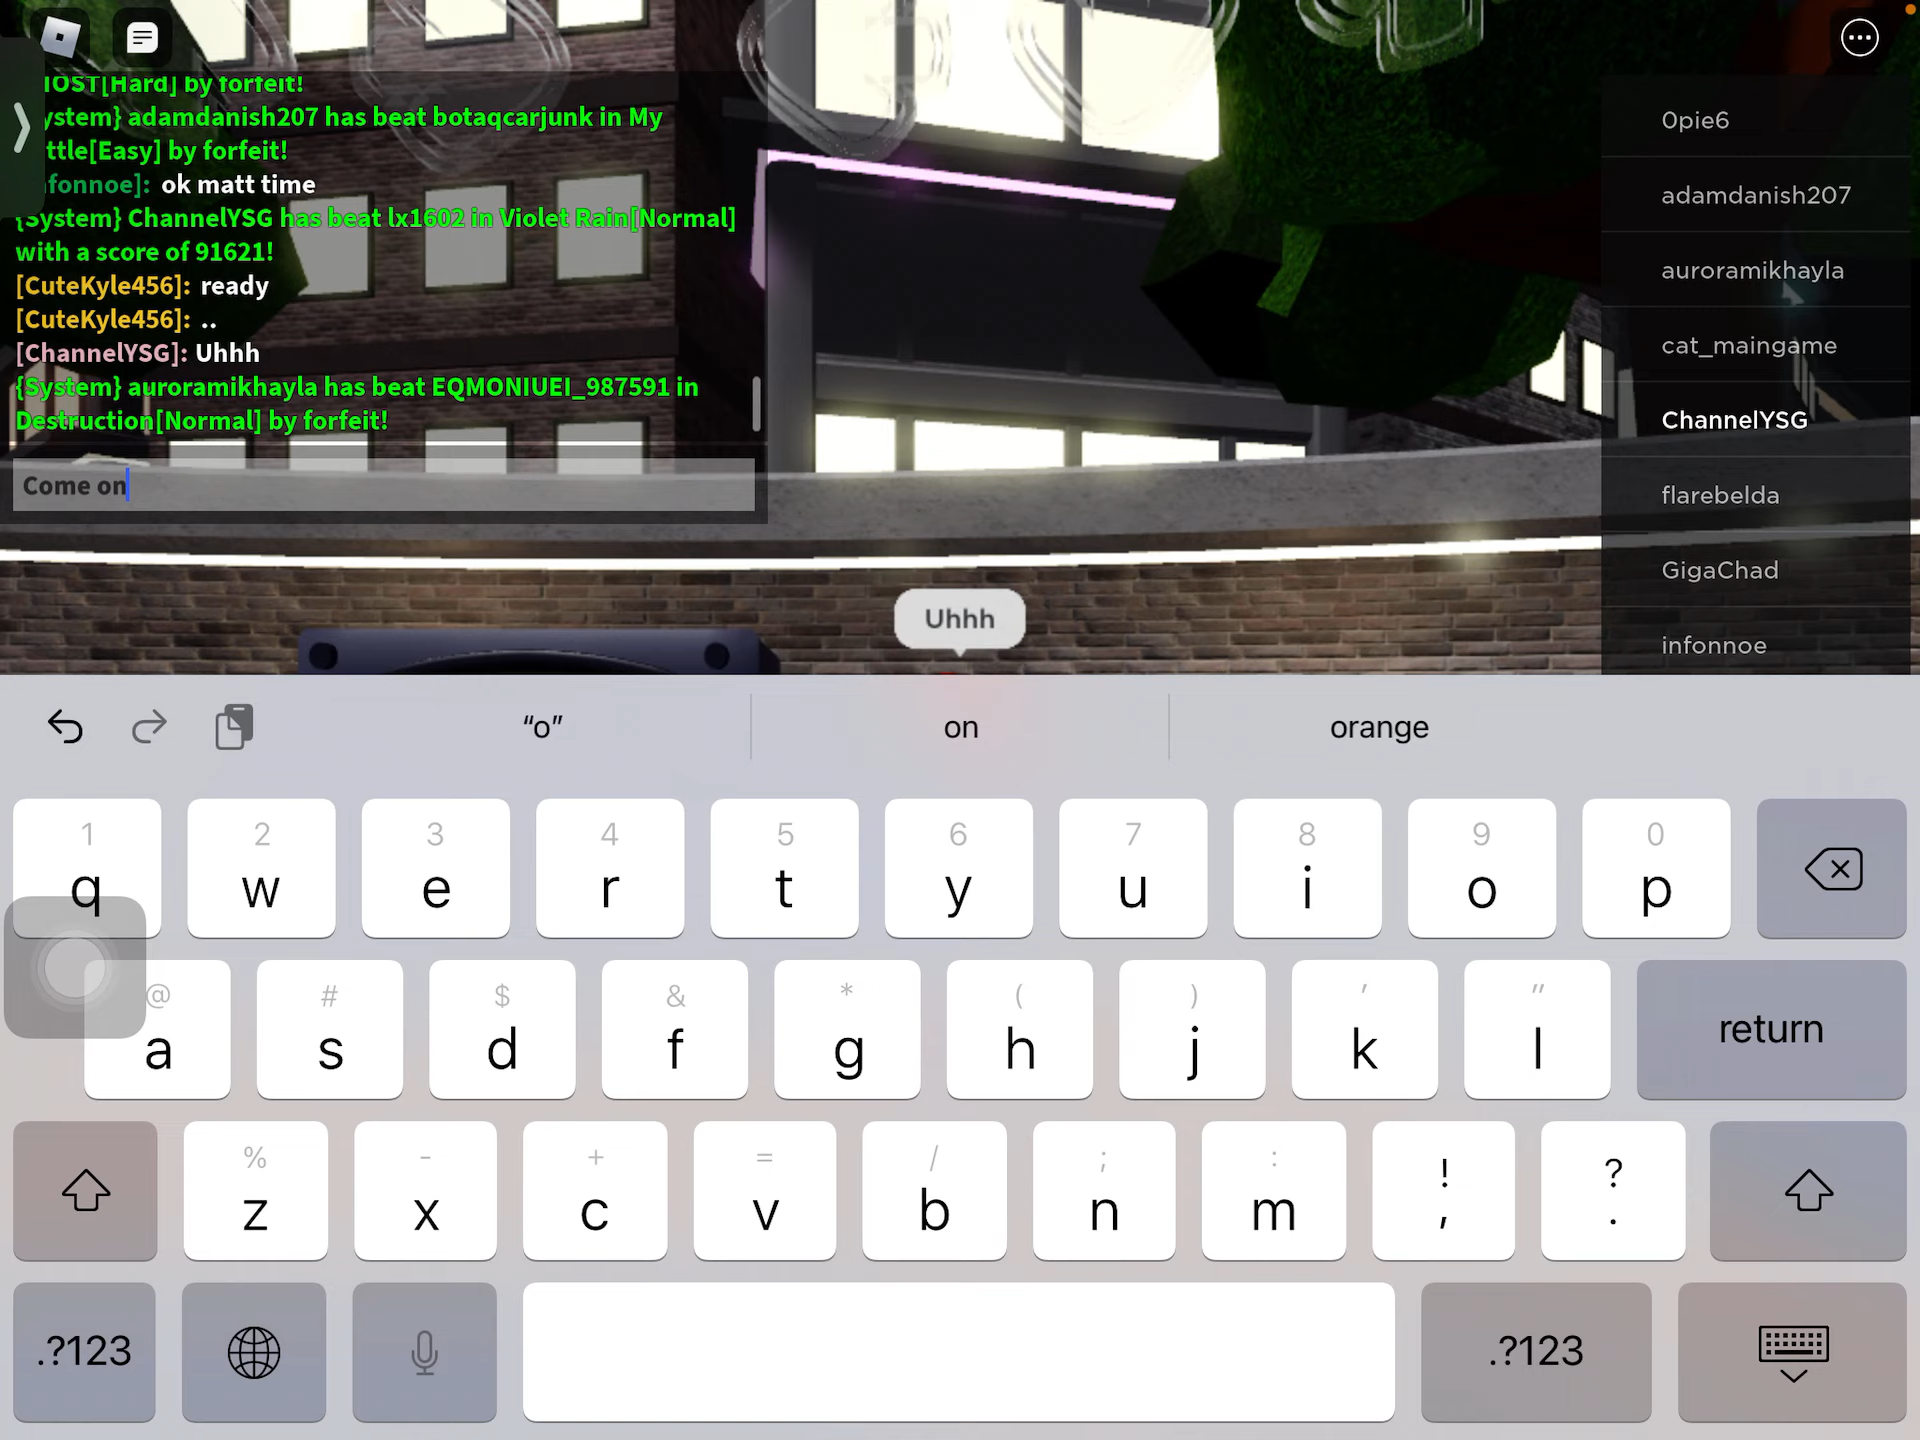 OST[Hard] by forfeit!
ystem} adamdanish207 has beat botaqcarjunk in My
ttle[Easy] by forfeit!
fonnoe]: ok matt time
{System} ChannelYSG has beat lx1602 in Violet Rain[Normal]
with a score of 91621!
[CuteKyle456]: ready
[CuteKyle456]: ..
[ChannelYSG]: Uhhh
{System} auroramikhayla has beat EQMONIUEI_987591 in
Destruction[Normal] by forfeit!
Come on
0pie6
adamdanish207
auroramikhayla
cat_maingame
ChannelYSG
flarebelda
GigaChad
infonnoe
Uhhh
“o” on orange
1 2 3 4 5 6 7 8 9 0
q w e r t y u i o p
@ # $ & * ( ) ' "
a s d f g h j k l return
% - + = / ; : ! ?
z x c v b n m , .
.?123 .?123